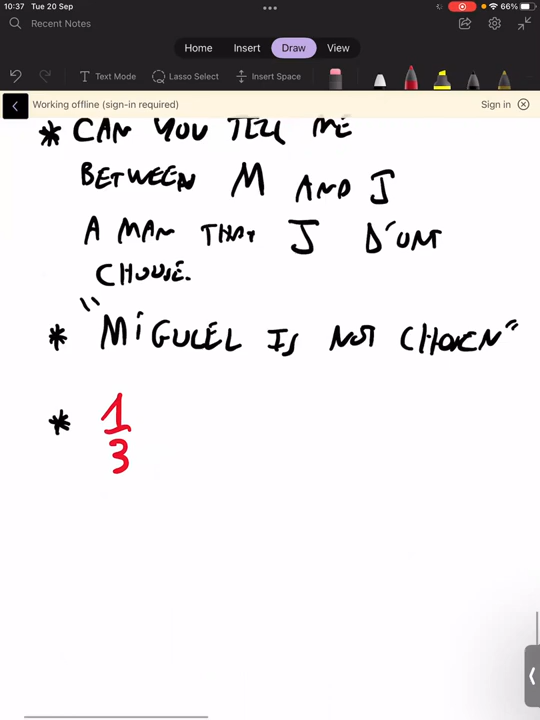 10:37 Tue 20 Sep
66%
Recent Notes
Home Insert Draw View
Text Mode Lasso Select Insert Space
Working offline (sign-in required) Sign in
* CAN YOU TELL ME
BETWEEN M AND J
A MAN THAT J D'ONT
CHOOSE.
* "MIGUEL IS NOT CHOSEN"
* 1
3